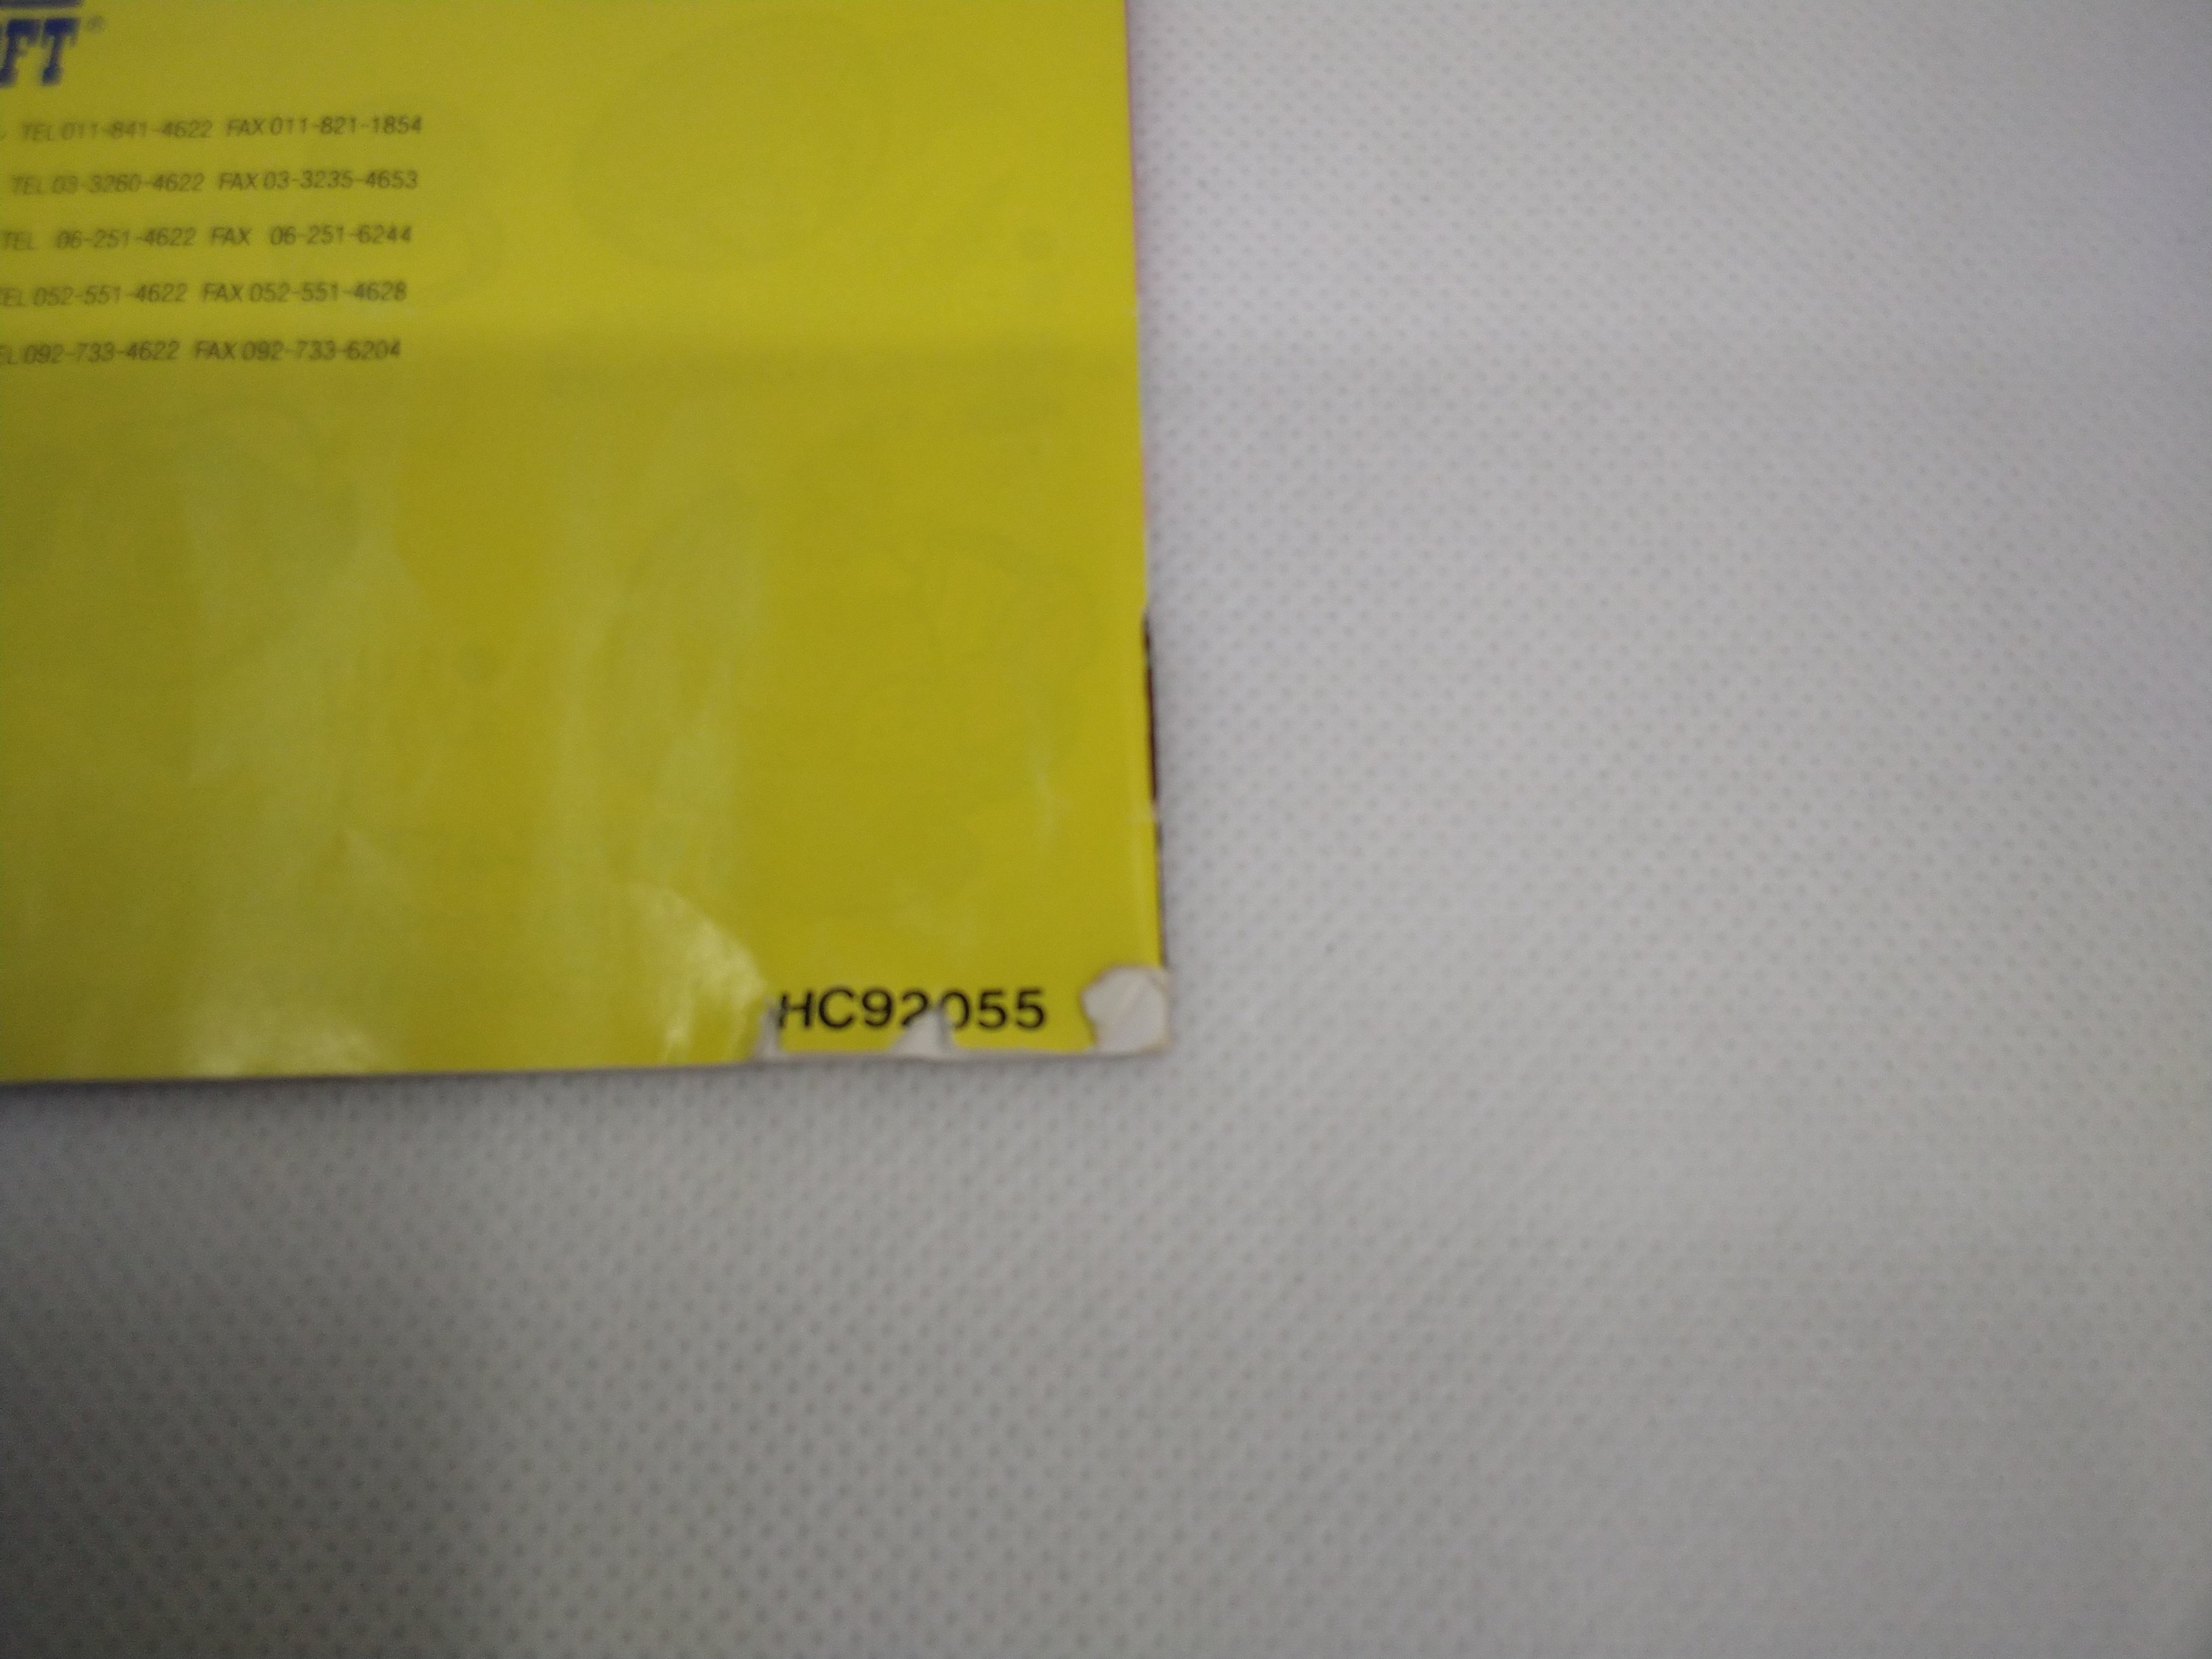 FT®
TEL 011-841-4622 FAX 011-821-1854
TEL 03-3260-4622 FAX 03-3235-4653
TEL 06-251-4622 FAX 06-251-6244
TEL 052-551-4622 FAX 052-551-4628
EL 092-733-4622 FAX 092-733-6204
HC92055